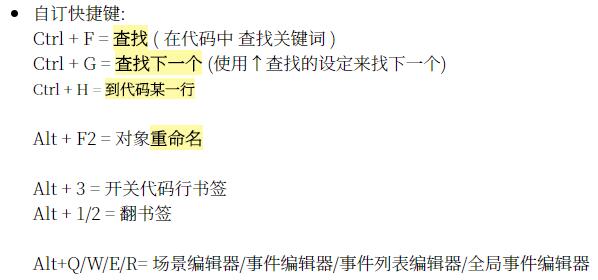 • 自订快捷键:
Ctrl + F = 查找 ( 在代码中 查找关键词 )
Ctrl + G = 查找下一个 (使用↑查找的设定来找下一个)
Ctrl + H = 到代码某一行
Alt + F2 = 对象重命名
Alt + 3 = 开关代码行书签
Alt + 1/2 = 翻书签
Alt+Q/W/E/R= 场景编辑器/事件编辑器/事件列表编辑器/全局事件编辑器